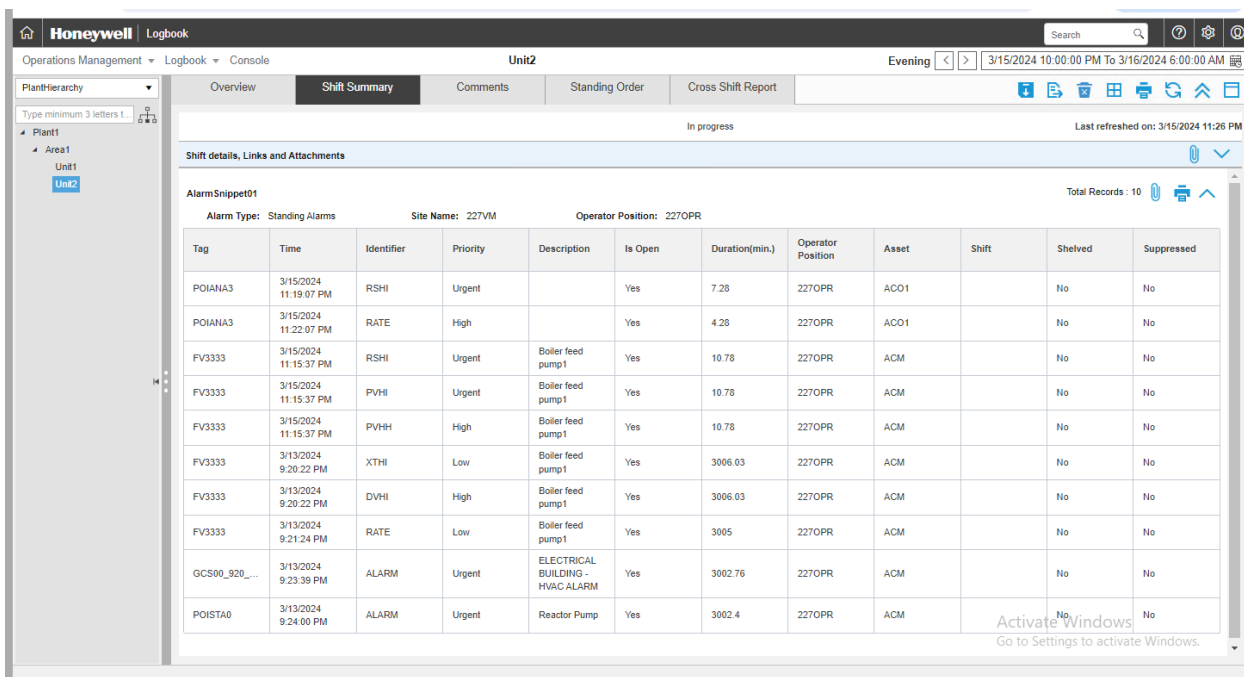 Honeywell Logbook Search
Operations Management Logbook Console Unit2 Evening 3/15/2024 10:00:00 PM To 3/16/2024 6:00:00 AM
PlantHierarchy Overview Shift Summary Comments Standing Order Cross Shift Report
Type minimum 3 letters t...
Plant1
Area1
Unit1
Unit2
In progress Last refreshed on: 3/15/2024 11:26 PM
Shift details, Links and Attachments
AlarmSnippet01 Total Records : 10
Alarm Type: Standing Alarms Site Name: 227VM Operator Position: 227OPR
Tag Time Identifier Priority Description Is Open Duration(min.) Operator Position Asset Shift Shelved Suppressed
POIANA3 3/15/2024 11:19:07 PM RSHI Urgent Yes 7.28 227OPR ACO1 No No
POIANA3 3/15/2024 11:22:07 PM RATE High Yes 4.28 227OPR ACO1 No No
FV3333 3/15/2024 11:15:37 PM RSHI Urgent Boiler feed pump1 Yes 10.78 227OPR ACM No No
FV3333 3/15/2024 11:15:37 PM PVHI Urgent Boiler feed pump1 Yes 10.78 227OPR ACM No No
FV3333 3/15/2024 11:15:37 PM PVHH High Boiler feed pump1 Yes 10.78 227OPR ACM No No
FV3333 3/13/2024 9:20:22 PM XTHI Low Boiler feed pump1 Yes 3006.03 227OPR ACM No No
FV3333 3/13/2024 9:20:22 PM DVHI High Boiler feed pump1 Yes 3006.03 227OPR ACM No No
FV3333 3/13/2024 9:21:24 PM RATE Low Boiler feed pump1 Yes 3005 227OPR ACM No No
GCS00_920_... 3/13/2024 9:23:39 PM ALARM Urgent ELECTRICAL BUILDING - HVAC ALARM Yes 3002.76 227OPR ACM No No
POISTA0 3/13/2024 9:24:00 PM ALARM Urgent Reactor Pump Yes 3002.4 227OPR ACM No No
Activate Windows
Go to Settings to activate Windows.